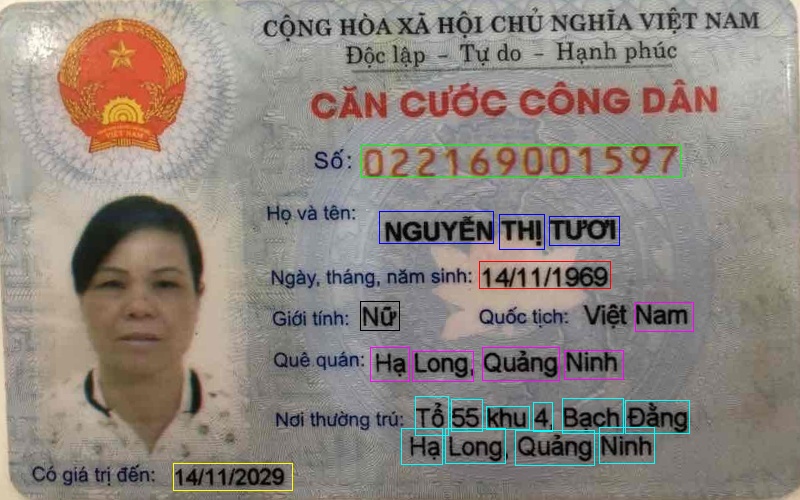 CỘNG HÒA XÃ HỘI CHỦ NGHĨA VIỆT NAM
Độc lập - Tự do - Hạnh phúc
CĂN CƯỚC CÔNG DÂN
Số: 022169001597
Họ và tên: NGUYỄN THỊ TƯƠI
Ngày, tháng, năm sinh: 14/11/1969
Giới tính: Nữ Quốc tịch: Việt Nam
Quê quán: Hạ Long, Quảng Ninh
Nơi thường trú: Tổ 55 khu 4, Bạch Đằng
Hạ Long, Quảng Ninh
Có giá trị đến: 14/11/2029
VIỆT NAM